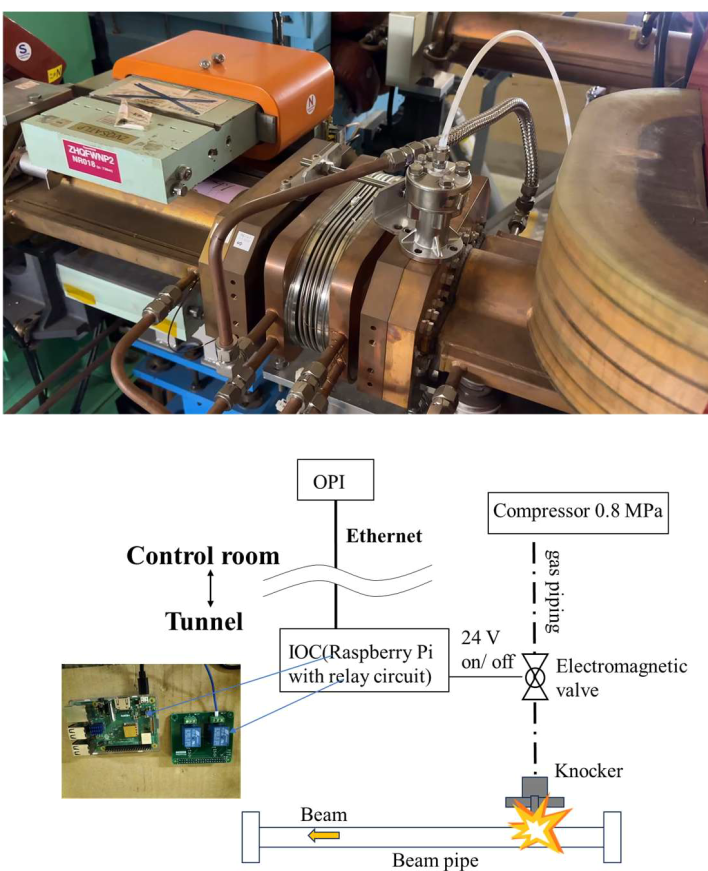 ZHQFWNP2
NR018
OPI
Compressor 0.8 MPa
Ethernet
gas piping
Control room
Tunnel
IOC(Raspberry Pi
with relay circuit)
24 V
on/ off
Electromagnetic
valve
Knocker
Beam
Beam pipe